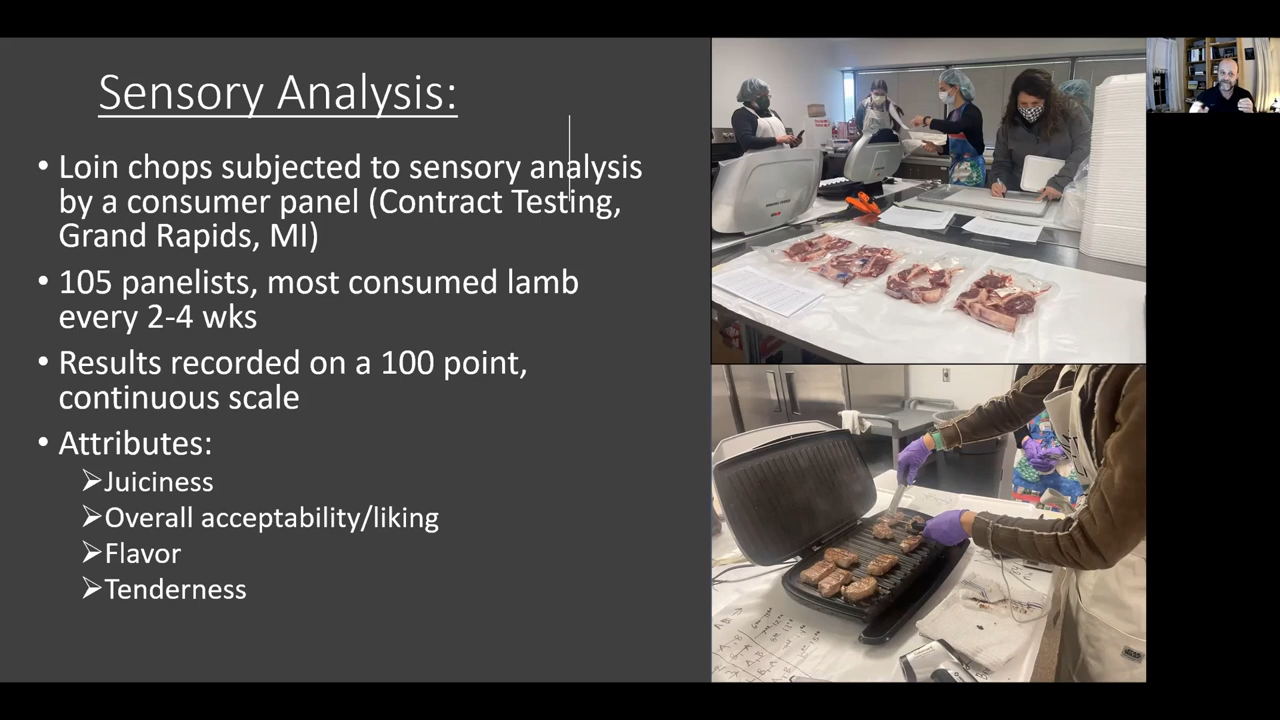 Sensory Analysis:
• Loin chops subjected to sensory analysis
by a consumer panel (Contract Testing,
Grand Rapids, MI)
• 105 panelists, most consumed lamb
every 2-4 wks
• Results recorded on a 100 point,
continuous scale
• Attributes:
➢Juiciness
➢Overall acceptability/liking
➢Flavor
➢Tenderness